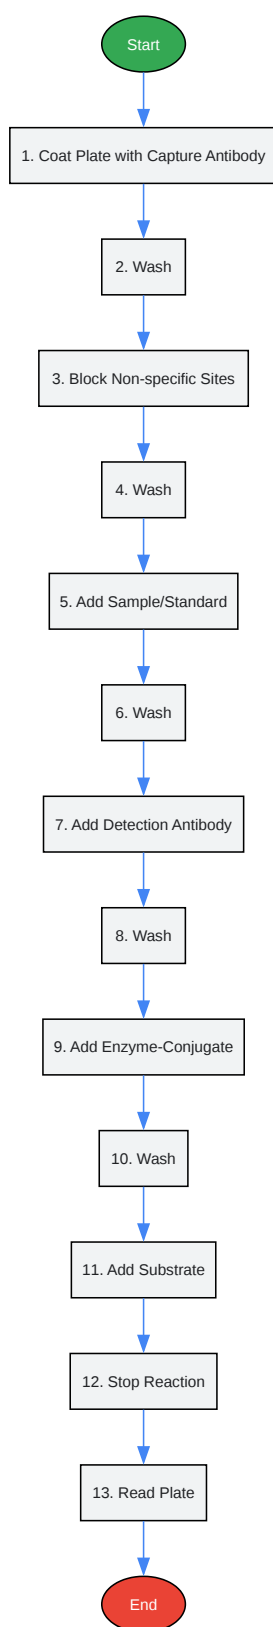 Start
1. Coat Plate with Capture Antibody
2. Wash
3. Block Non-specific Sites
4. Wash
5. Add Sample/Standard
6. Wash
7. Add Detection Antibody
8. Wash
9. Add Enzyme-Conjugate
10. Wash
11. Add Substrate
12. Stop Reaction
13. Read Plate
End